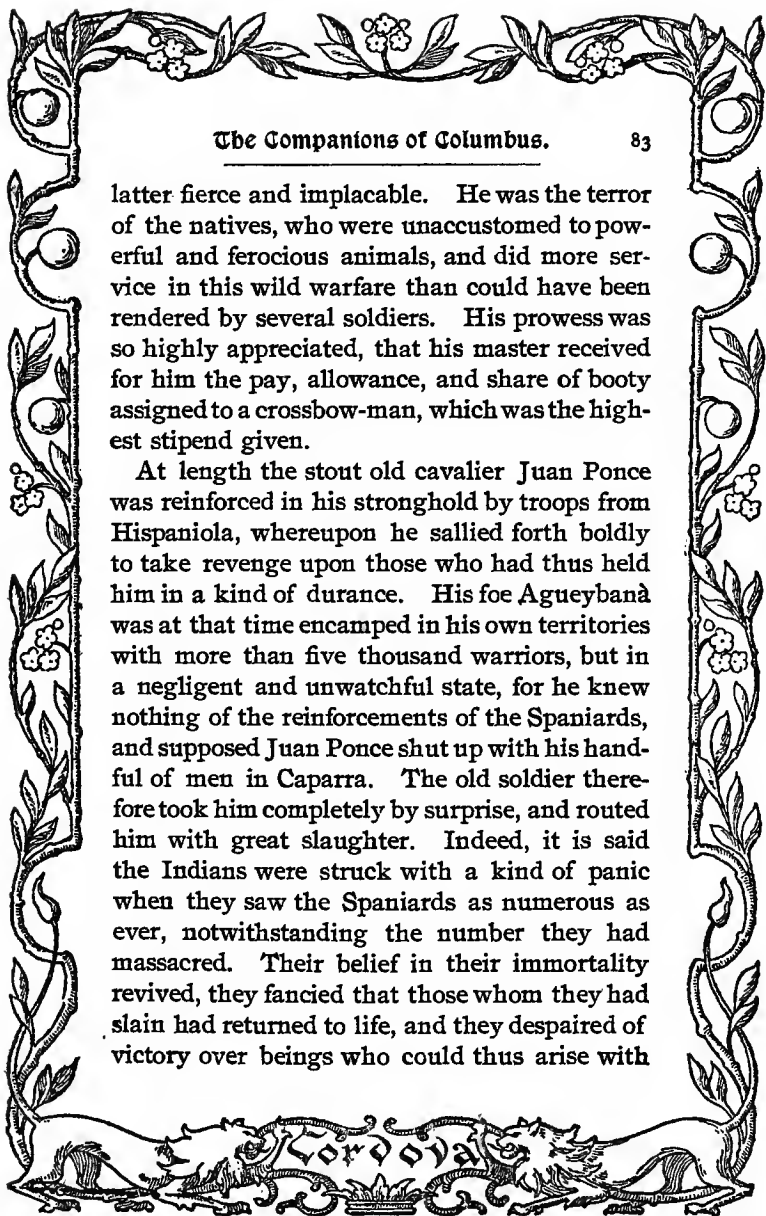 The Companions of Columbus. 83
latter fierce and implacable. He was the terror
of the natives, who were unaccustomed to pow-
erful and ferocious animals, and did more ser-
vice in this wild warfare than could have been
rendered by several soldiers. His prowess was
so highly appreciated, that his master received
for him the pay, allowance, and share of booty
assigned to a crossbow-man, which was the high-
est stipend given.
At length the stout old cavalier Juan Ponce
was reinforced in his stronghold by troops from
Hispaniola, whereupon he sallied forth boldly
to take revenge upon those who had thus held
him in a kind of durance. His foe Agueybanà
was at that time encamped in his own territories
with more than five thousand warriors, but in
a negligent and unwatchful state, for he knew
nothing of the reinforcements of the Spaniards,
and supposed Juan Ponce shut up with his hand-
ful of men in Caparra. The old soldier there-
fore took him completely by surprise, and routed
him with great slaughter. Indeed, it is said
the Indians were struck with a kind of panic
when they saw the Spaniards as numerous as
ever, notwithstanding the number they had
massacred. Their belief in their immortality
revived, they fancied that those whom they had
slain had returned to life, and they despaired of
victory over beings who could thus arise with
Cordova